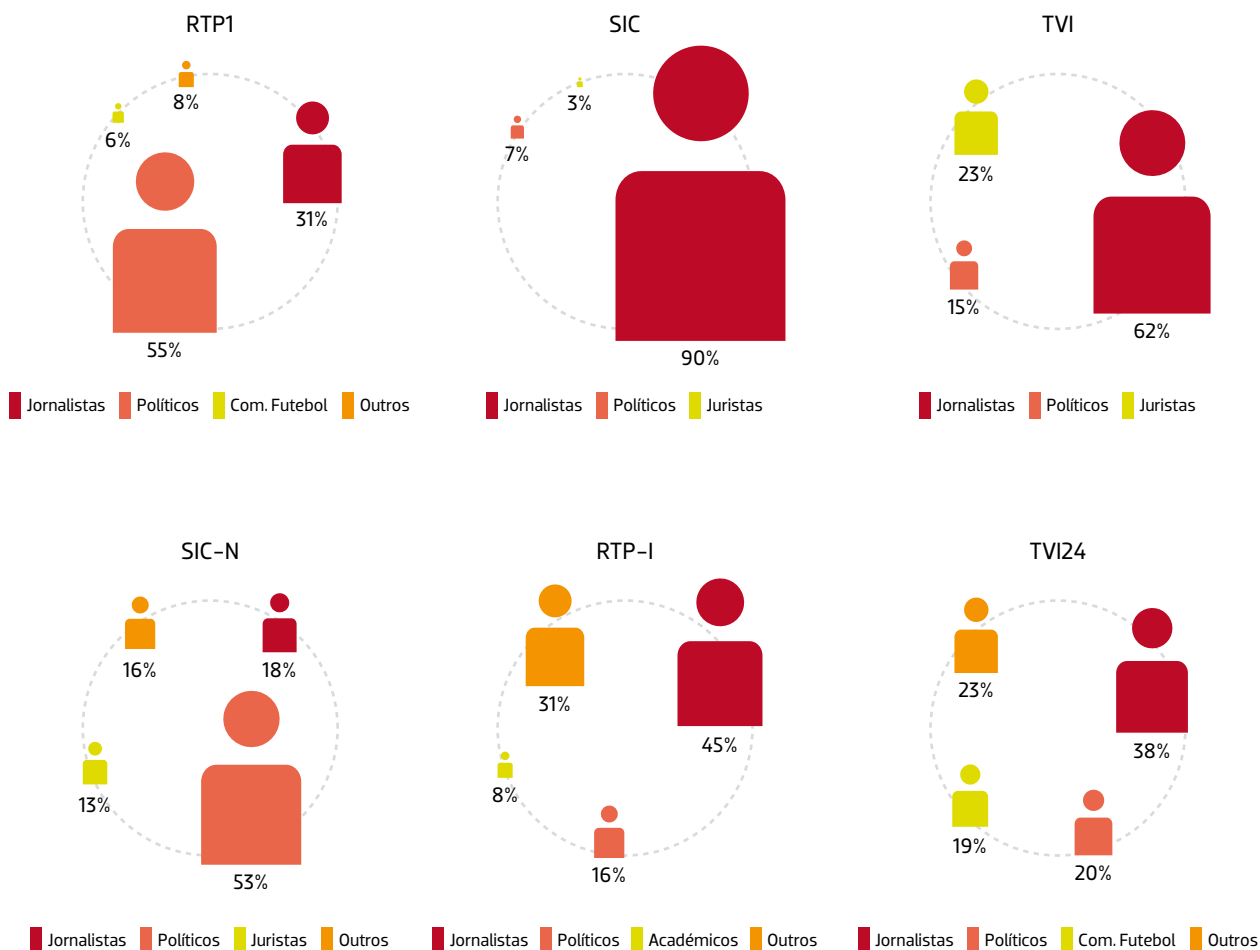 RTP1
SIC
TVI
8%
6%
31%
55%
3%
7%
90%
23%
15%
62%
Jornalistas Políticos Com. Futebol Outros
Jornalistas Políticos Juristas
Jornalistas Políticos Juristas
SIC-N
RTP-I
TVI24
16%
18%
13%
53%
31%
45%
8%
16%
23%
38%
19%
20%
Jornalistas Políticos Juristas Outros
Jornalistas Políticos Académicos Outros
Jornalistas Políticos Com. Futebol Outros